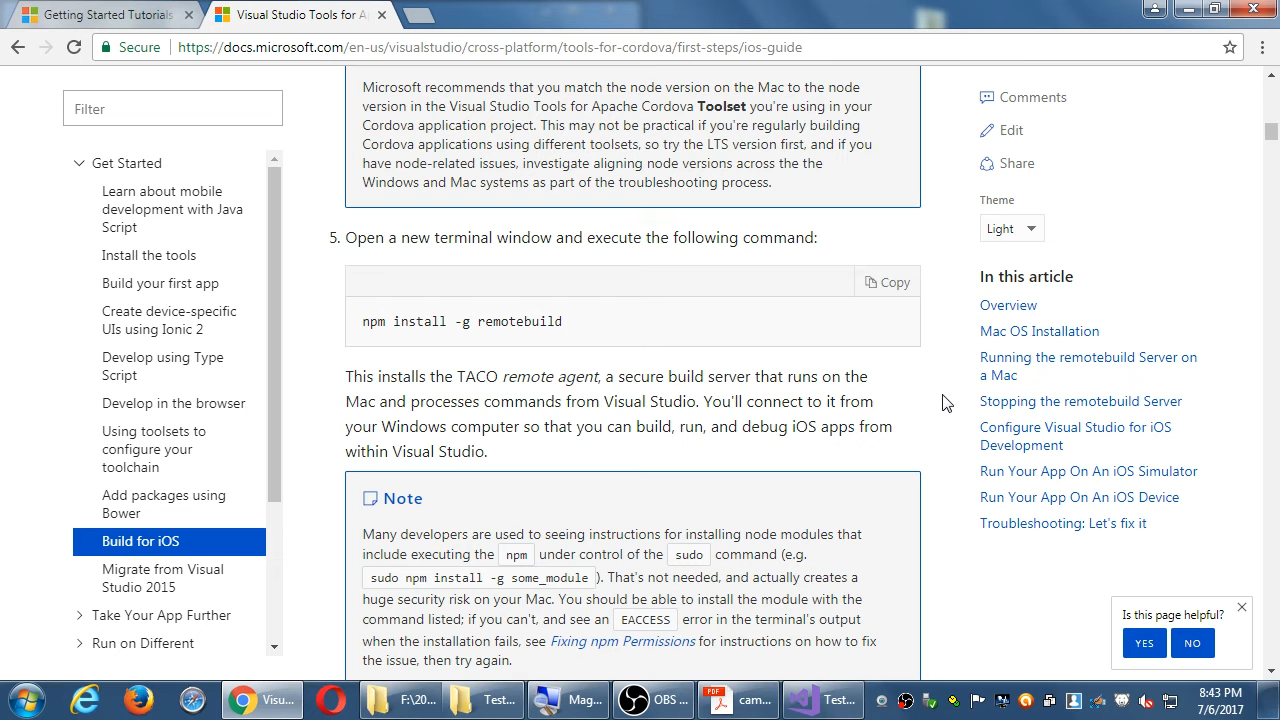 Getting Started Tutorials
Visual Studio Tools for A
Secure
https://docs.microsoft.com/en-us/visualstudio/cross-platform/tools-for-cordova/first-steps/ios-guide
Filter
Get Started
Learn about mobile
development with Java
Script
Install the tools
Build your first app
Create device-specific
UIs using Ionic 2
Develop using Type
Script
Develop in the browser
Using toolsets to
configure your
toolchain
Add packages using
Bower
Build for iOS
Migrate from Visual
Studio 2015
Take Your App Further
Run on Different
Microsoft recommends that you match the node version on the Mac to the node
version in the Visual Studio Tools for Apache Cordova Toolset you're using in your
Cordova application project. This may not be practical if you're regularly building
Cordova applications using different toolsets, so try the LTS version first, and if you
have node-related issues, investigate aligning node versions across the the
Windows and Mac systems as part of the troubleshooting process.
5. Open a new terminal window and execute the following command:
Copy
npm install -g remotebuild
This installs the TACO remote agent, a secure build server that runs on the
Mac and processes commands from Visual Studio. You'll connect to it from
your Windows computer so that you can build, run, and debug iOS apps from
within Visual Studio.
Note
Many developers are used to seeing instructions for installing node modules that
include executing the npm under control of the sudo command (e.g.
sudo npm install -g some_module ). That's not needed, and actually creates a
huge security risk on your Mac. You should be able to install the module with the
command listed; if you can't, and see an EACCESS error in the terminal's output
when the installation fails, see Fixing npm Permissions for instructions on how to fix
the issue, then try again.
Comments
Edit
Share
Theme
Light
In this article
Overview
Mac OS Installation
Running the remotebuild Server on
a Mac
Stopping the remotebuild Server
Configure Visual Studio for iOS
Development
Run Your App On An iOS Simulator
Run Your App On An iOS Device
Troubleshooting: Let's fix it
Is this page helpful?
YES
NO
Visu...
F:\20...
Test...
Mag...
OBS ...
PDF
cam...
Test...
8:43 PM
7/6/2017